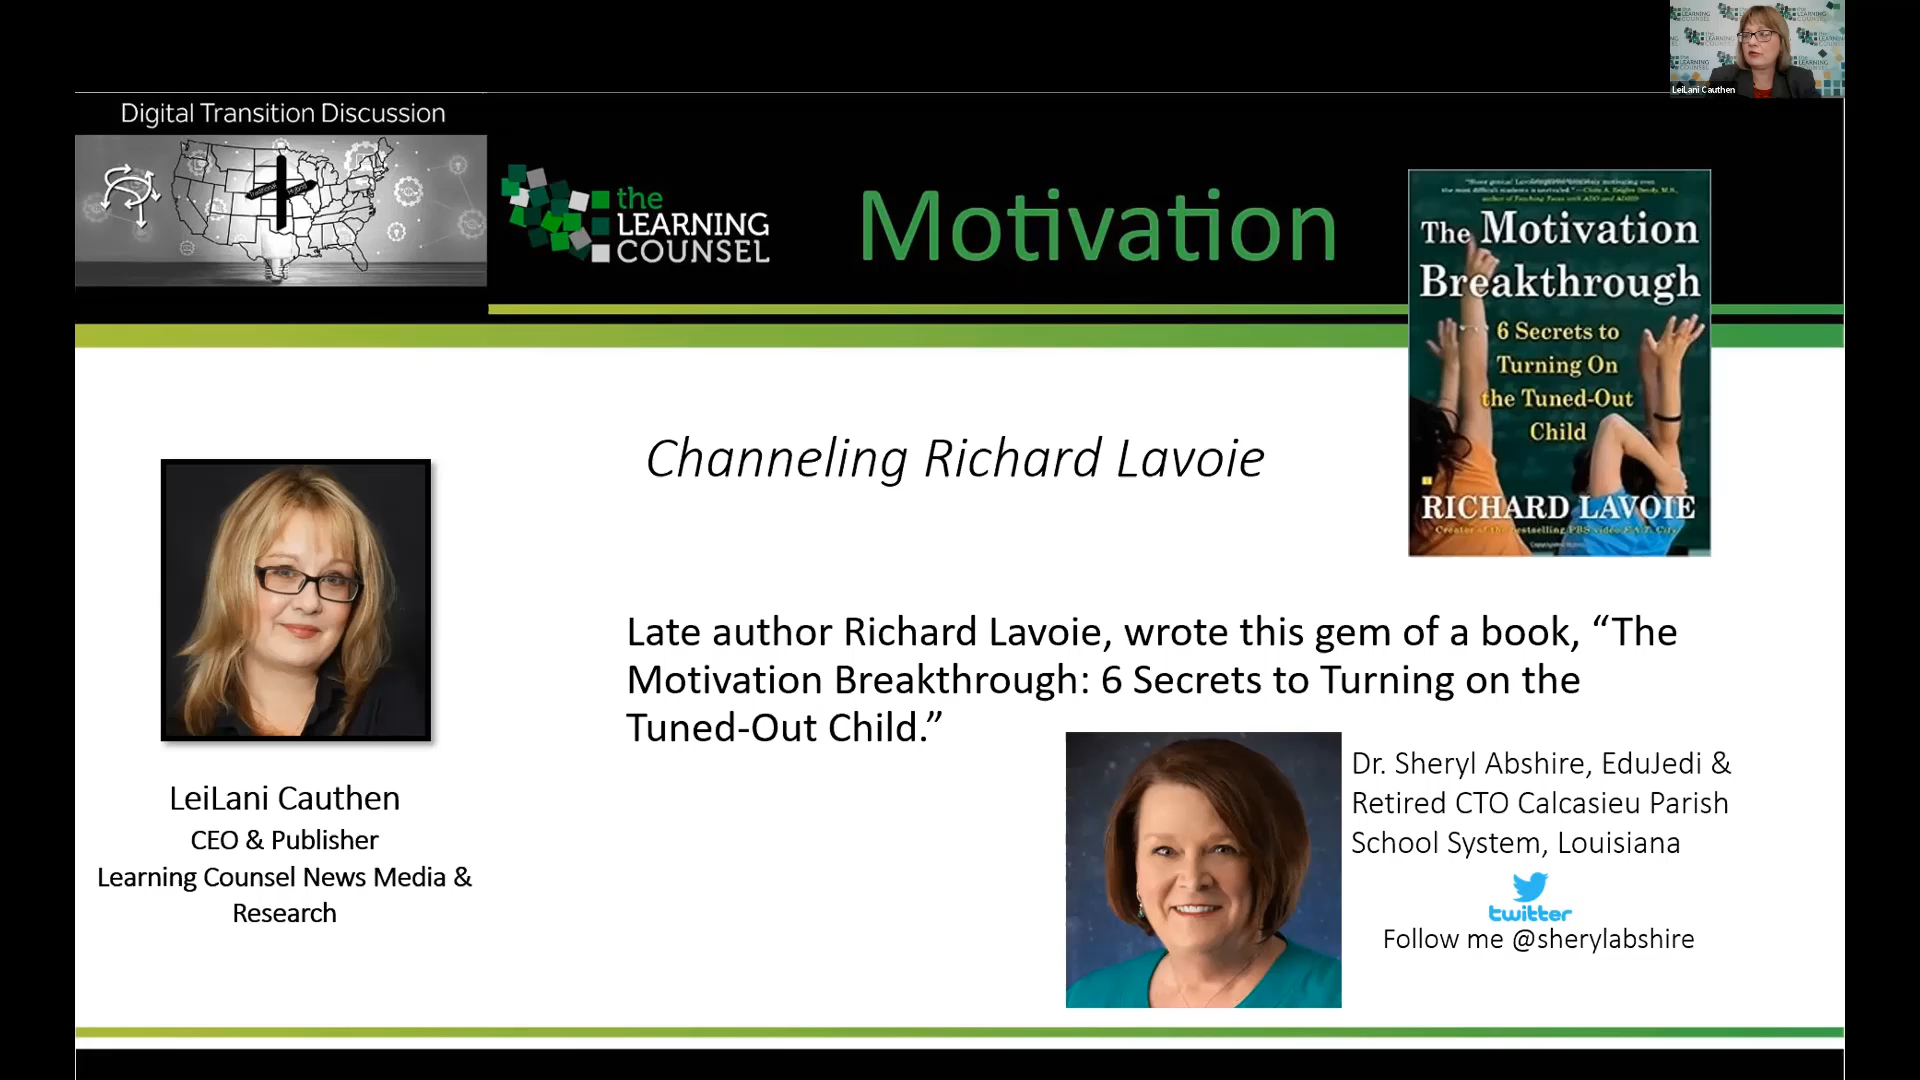 LeiLani Cauthen
Digital Transition Discussion
the
LEARNING
COUNSEL
Motivation
The Motivation
Breakthrough
6 Secrets to
Turning On
the Tuned-Out
Child
RICHARD LAVOIE
Channeling Richard Lavoie
Late author Richard Lavoie, wrote this gem of a book, “The
Motivation Breakthrough: 6 Secrets to Turning on the
Tuned-Out Child.”
LeiLani Cauthen
CEO & Publisher
Learning Counsel News Media &
Research
Dr. Sheryl Abshire, EduJedi &
Retired CTO Calcasieu Parish
School System, Louisiana
twitter
Follow me @sherylabshire